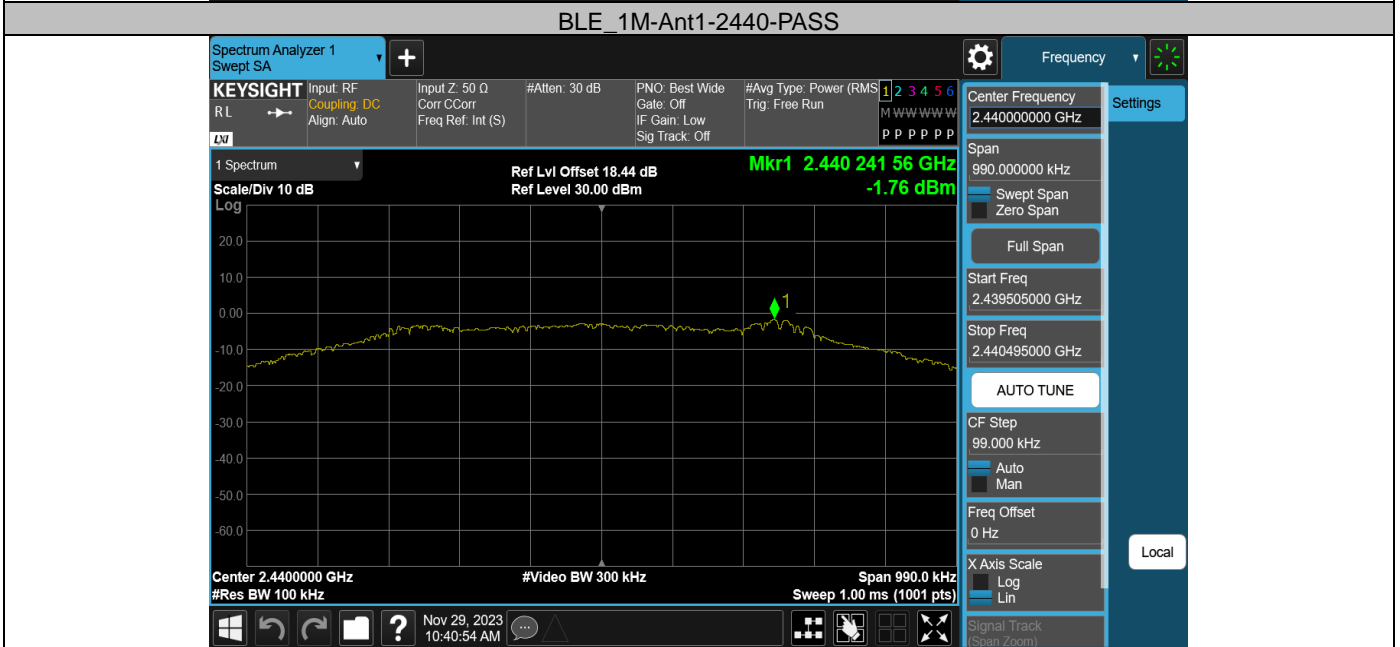 BLE_1M-Ant1-2440-PASS
Spectrum Analyzer 1
Swept SA
+
Frequency
KEYSIGHT
RL
LXI
Input: RF
Coupling: DC
Align: Auto
Input Z: 50 Ω
Corr CCorr
Freq Ref: Int (S)
#Atten: 30 dB
PNO: Best Wide
Gate: Off
IF Gain: Low
Sig Track: Off
#Avg Type: Power (RMS
Trig: Free Run
1 2 3 4 5 6
M W W W W W
P P P P P P
1 Spectrum
Scale/Div 10 dB
Log
Ref Lvl Offset 18.44 dB
Ref Level 30.00 dBm
Mkr1 2.440 241 56 GHz
-1.76 dBm
20.0
10.0
0.00
-10.0
-20.0
-30.0
-40.0
-50.0
-60.0
1
Center 2.4400000 GHz
#Res BW 100 kHz
#Video BW 300 kHz
Span 990.0 kHz
Sweep 1.00 ms (1001 pts)
Center Frequency
2.440000000 GHz
Settings
Span
990.000000 kHz
Swept Span
Zero Span
Full Span
Start Freq
2.439505000 GHz
Stop Freq
2.440495000 GHz
AUTO TUNE
CF Step
99.000 kHz
Auto
Man
Freq Offset
0 Hz
X Axis Scale
Log
Lin
Local
Signal Track
(Span Zoom)
?
Nov 29, 2023
10:40:54 AM